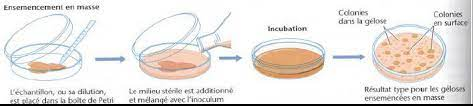 Ensemencement en masse
L'échantillon, ou sa dilution,
est placé dans la boîte de Petri
Le milieu stérile est additionné
et mélangé avec l'inoculum
Incubation
Colonies
dans la gélose
Colonies
en surface
Résultat type pour les géloses
ensemencées en masse